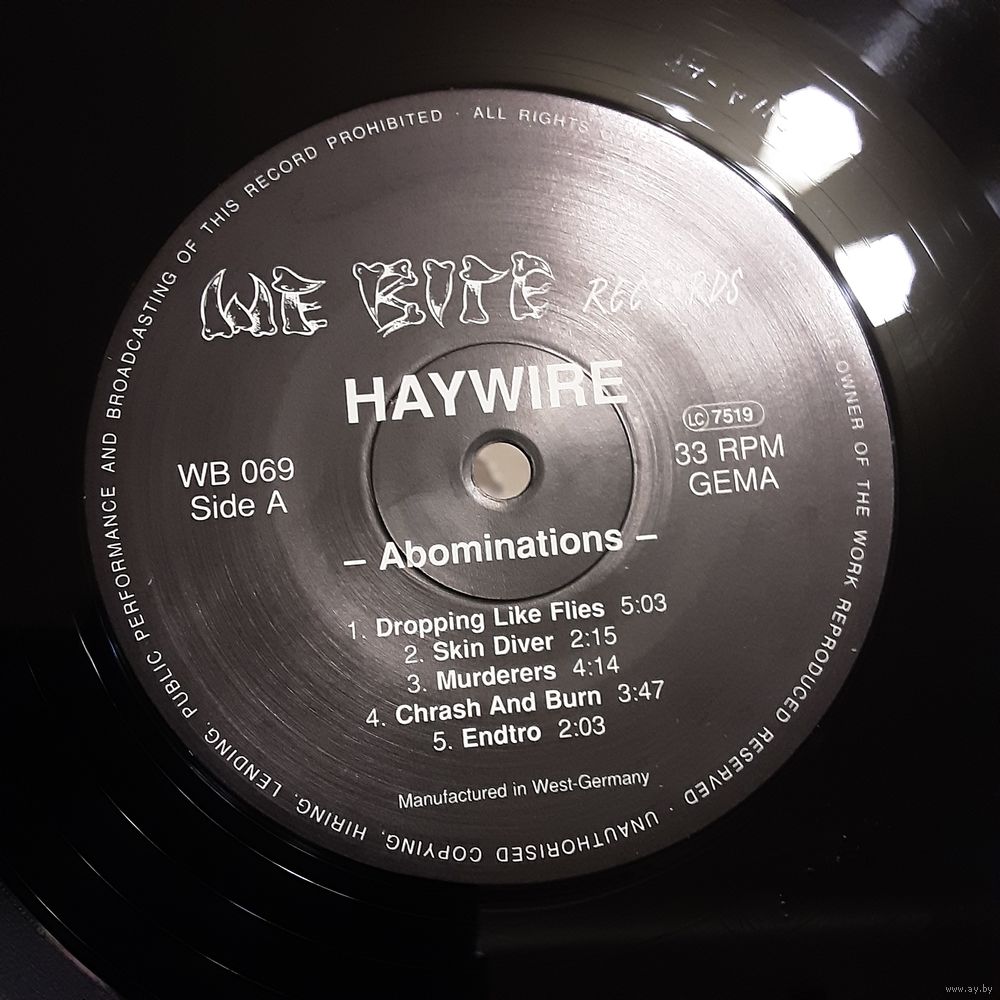 PUBLIC PERFORMANCE AND BROADCASTING OF THIS RECORD PROHIBITED · ALL RIGHTS
OWNER OF THE WORK REPRODUCED RESERVED · UNAUTHORISED COPYING, HIRING, LENDING,
WE BITE RECORDS
HAYWIRE
WB 069
Side A
LC 7519
33 RPM
GEMA
– Abominations –
1. Dropping Like Flies 5:03
2. Skin Diver 2:15
3. Murderers 4:14
4. Chrash And Burn 3:47
5. Endtro 2:03
Manufactured in West-Germany
www.ay.by